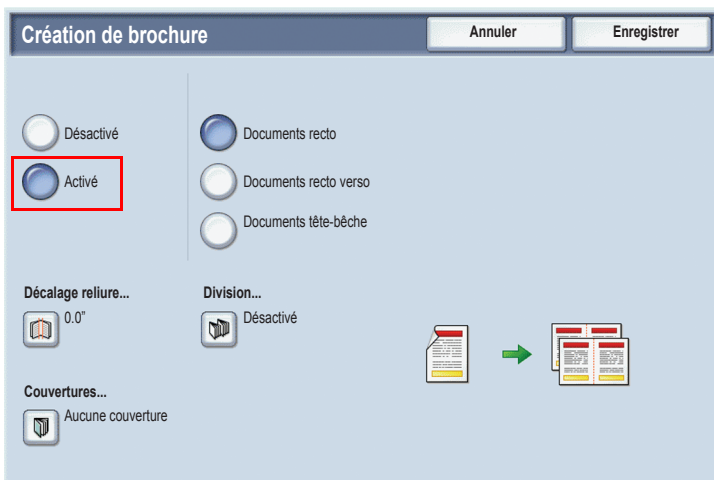 Création de brochure
Annuler
Enregistrer
Désactivé
Activé
Documents recto
Documents recto verso
Documents tête-bêche
Décalage reliure...
0.0"
Division...
Désactivé
Couvertures...
Aucune couverture